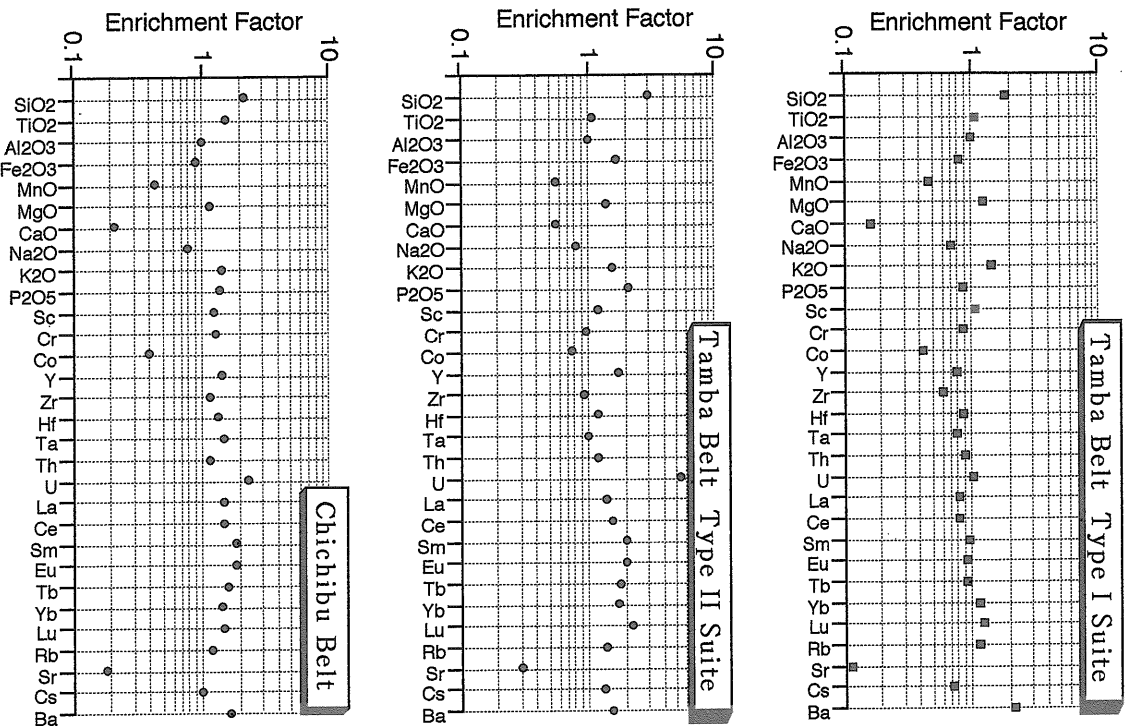 Enrichment Factor
0.1
1
10
SiO2
TiO2
Al2O3
Fe2O3
MnO
MgO
CaO
Na2O
K2O
P2O5
Sc
Cr
Co
Y
Zr
Hf
Ta
Th
U
La
Ce
Sm
Eu
Tb
Yb
Lu
Rb
Sr
Cs
Ba
Chichibu Belt
Enrichment Factor
0.1
1
10
SiO2
TiO2
Al2O3
Fe2O3
MnO
MgO
CaO
Na2O
K2O
P2O5
Sc
Cr
Co
Y
Zr
Hf
Ta
Th
U
La
Ce
Sm
Eu
Tb
Yb
Lu
Rb
Sr
Cs
Ba
Tamba Belt Type II Suite
Enrichment Factor
0.1
1
10
SiO2
TiO2
Al2O3
Fe2O3
MnO
MgO
CaO
Na2O
K2O
P2O5
Sc
Cr
Co
Y
Zr
Hf
Ta
Th
U
La
Ce
Sm
Eu
Tb
Yb
Lu
Rb
Sr
Cs
Ba
Tamba Belt Type I Suite